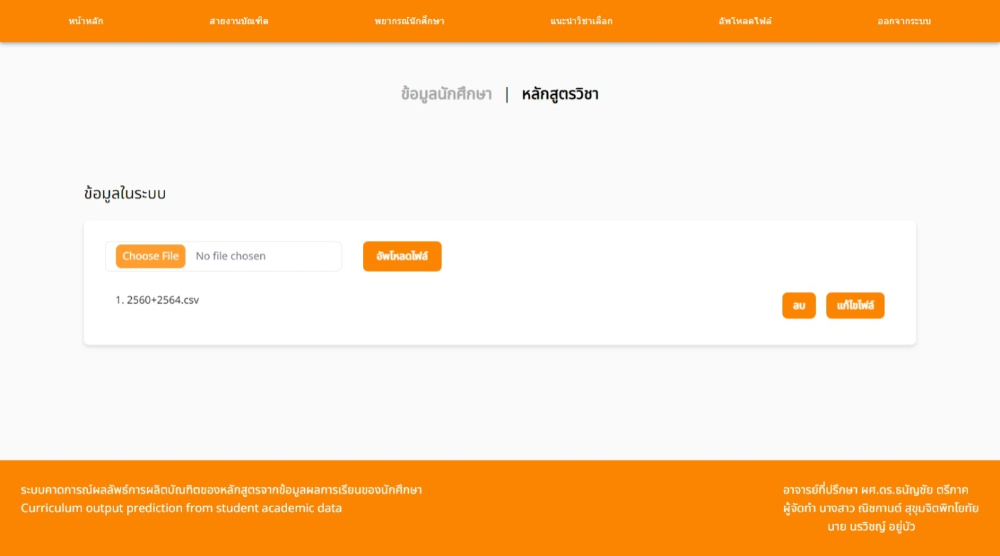 หน้าหลัก สายงานบัณฑิต พยากรณ์นักศึกษา แนะนำวิชาเลือก อัพโหลดไฟล์ ออกจากระบบ
ข้อมูลนักศึกษา | หลักสูตรวิชา
ข้อมูลในระบบ
Choose File No file chosen อัพโหลดไฟล์
1. 2560+2564.csv ลบ แก้ไขไฟล์
ระบบคาดการณ์ผลลัพธ์การผลิตบัณฑิตของหลักสูตรจากข้อมูลผลการเรียนของนักศึกษา
Curriculum output prediction from student academic data
อาจารย์ที่ปรึกษา ผศ.ดร.ธนัญชัย ตรีภาค
ผู้จัดทำ นางสาว ณิชกานต์ สุขุมจิตพิทโยทัย
นาย นรวิชญ์ อยู่บัว